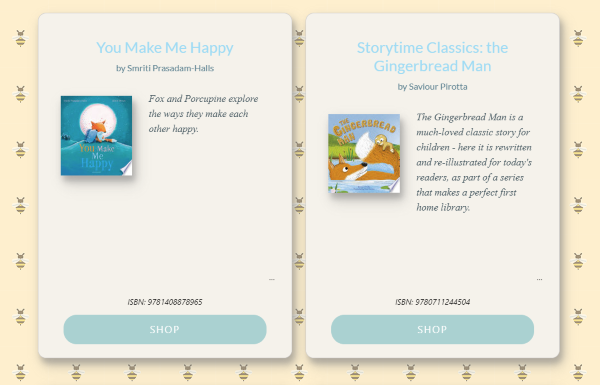 You Make Me Happy
by Smriti Prasadam-Halls
Fox and Porcupine explore
the ways they make each
other happy.
You Make
Me
Happy
...
ISBN: 9781408878965
SHOP
Storytime Classics: the
Gingerbread Man
by Saviour Pirotta
THE
GINGERBREAD
MAN
The Gingerbread Man is a
much-loved classic story for
children - here it is rewritten
and re-illustrated for today's
readers, as part of a series
that makes a perfect first
home library.
...
ISBN: 9780711244504
SHOP